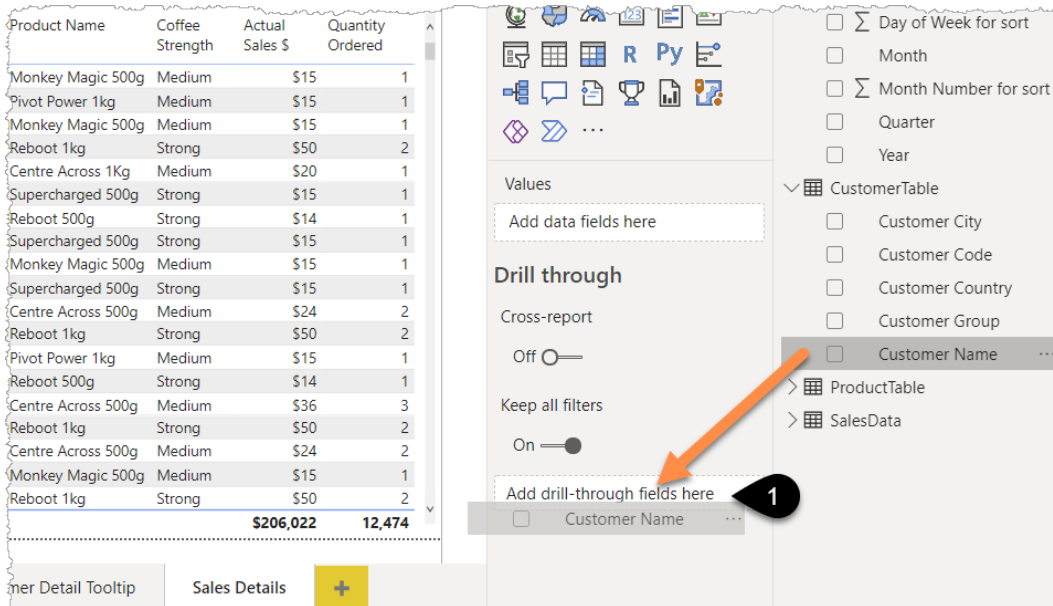 Product Name Coffee Strength Actual Sales $ Quantity Ordered
Monkey Magic 500g Medium $15 1
Pivot Power 1kg Medium $15 1
Monkey Magic 500g Medium $15 1
Reboot 1kg Strong $50 2
Centre Across 1Kg Medium $20 1
Supercharged 500g Strong $15 1
Reboot 500g Strong $14 1
Supercharged 500g Strong $15 1
Monkey Magic 500g Medium $15 1
Supercharged 500g Strong $15 1
Centre Across 500g Medium $24 2
Reboot 1kg Strong $50 2
Pivot Power 1kg Medium $15 1
Reboot 500g Strong $14 1
Centre Across 500g Medium $36 3
Reboot 1kg Strong $50 2
Centre Across 500g Medium $24 2
Monkey Magic 500g Medium $15 1
Reboot 1kg Strong $50 2
$206,022 12,474
mer Detail Tooltip
Sales Details
+
123
R Py
...
Values
Add data fields here
Drill through
Cross-report
Off
Keep all filters
On
Add drill-through fields here
1
Customer Name ...
Σ Day of Week for sort
Month
Σ Month Number for sort
Quarter
Year
CustomerTable
Customer City
Customer Code
Customer Country
Customer Group
Customer Name ...
ProductTable
SalesData